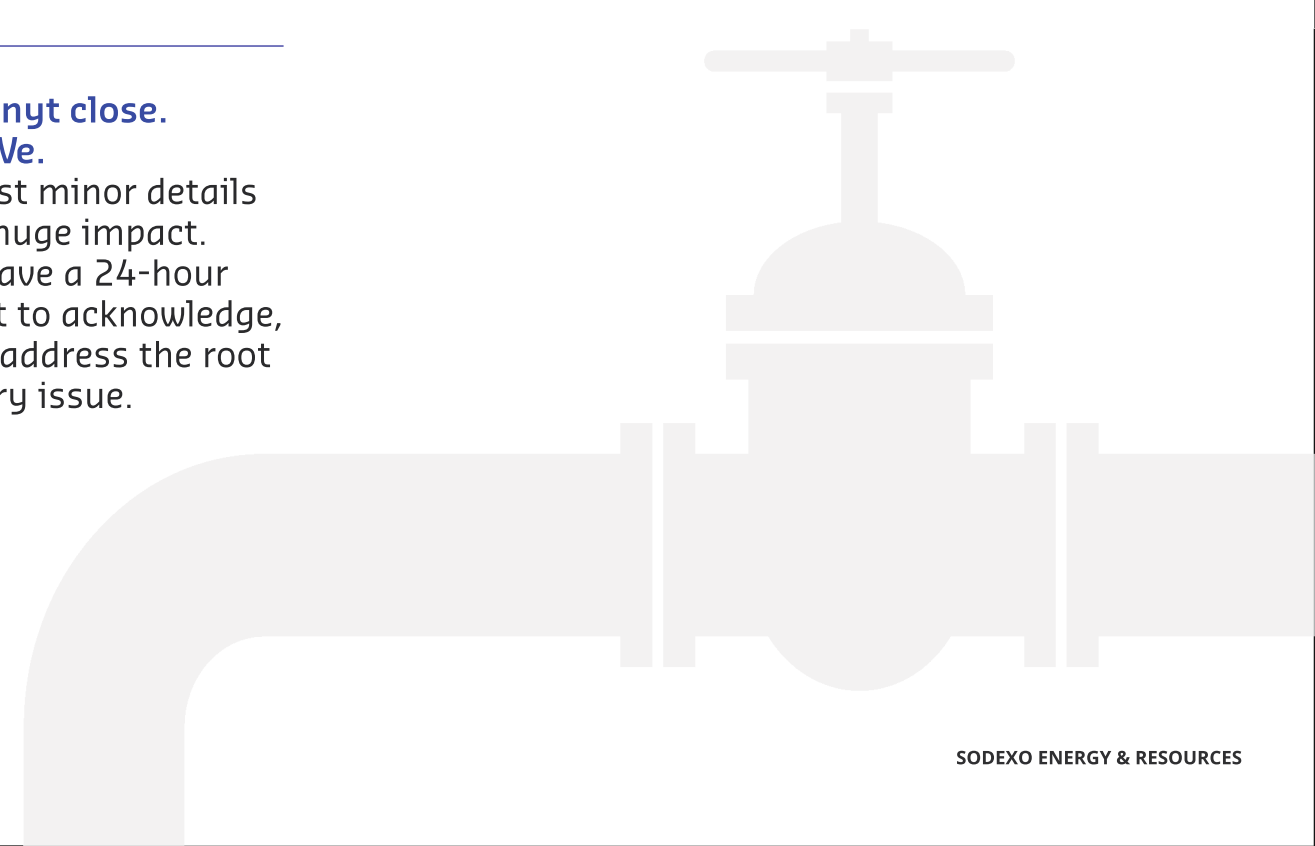 nyt close.
We.
st minor details
huge impact.
ave a 24-hour
t to acknowledge,
address the root
ry issue.
SODEXO ENERGY & RESOURCES